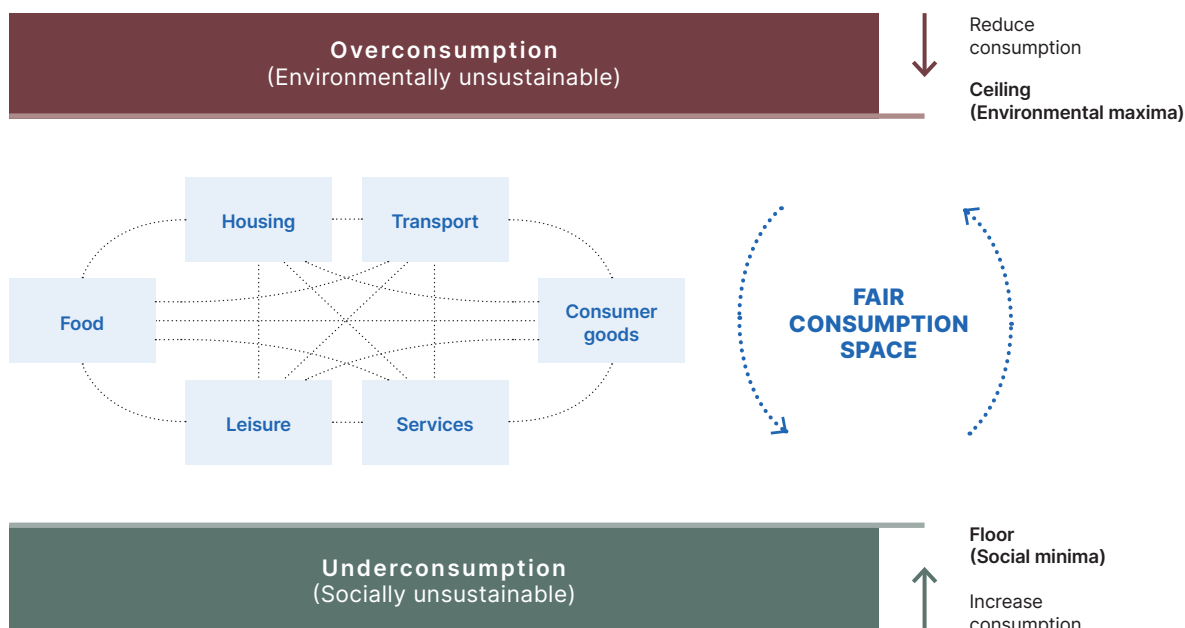 Overconsumption
(Environmentally unsustainable)
Reduce
consumption
Ceiling
(Environmental maxima)
Housing
Transport
Food
Consumer
goods
Leisure
Services
FAIR
CONSUMPTION
SPACE
Floor
(Social minima)
Underconsumption
(Socially unsustainable)
Increase
consumption